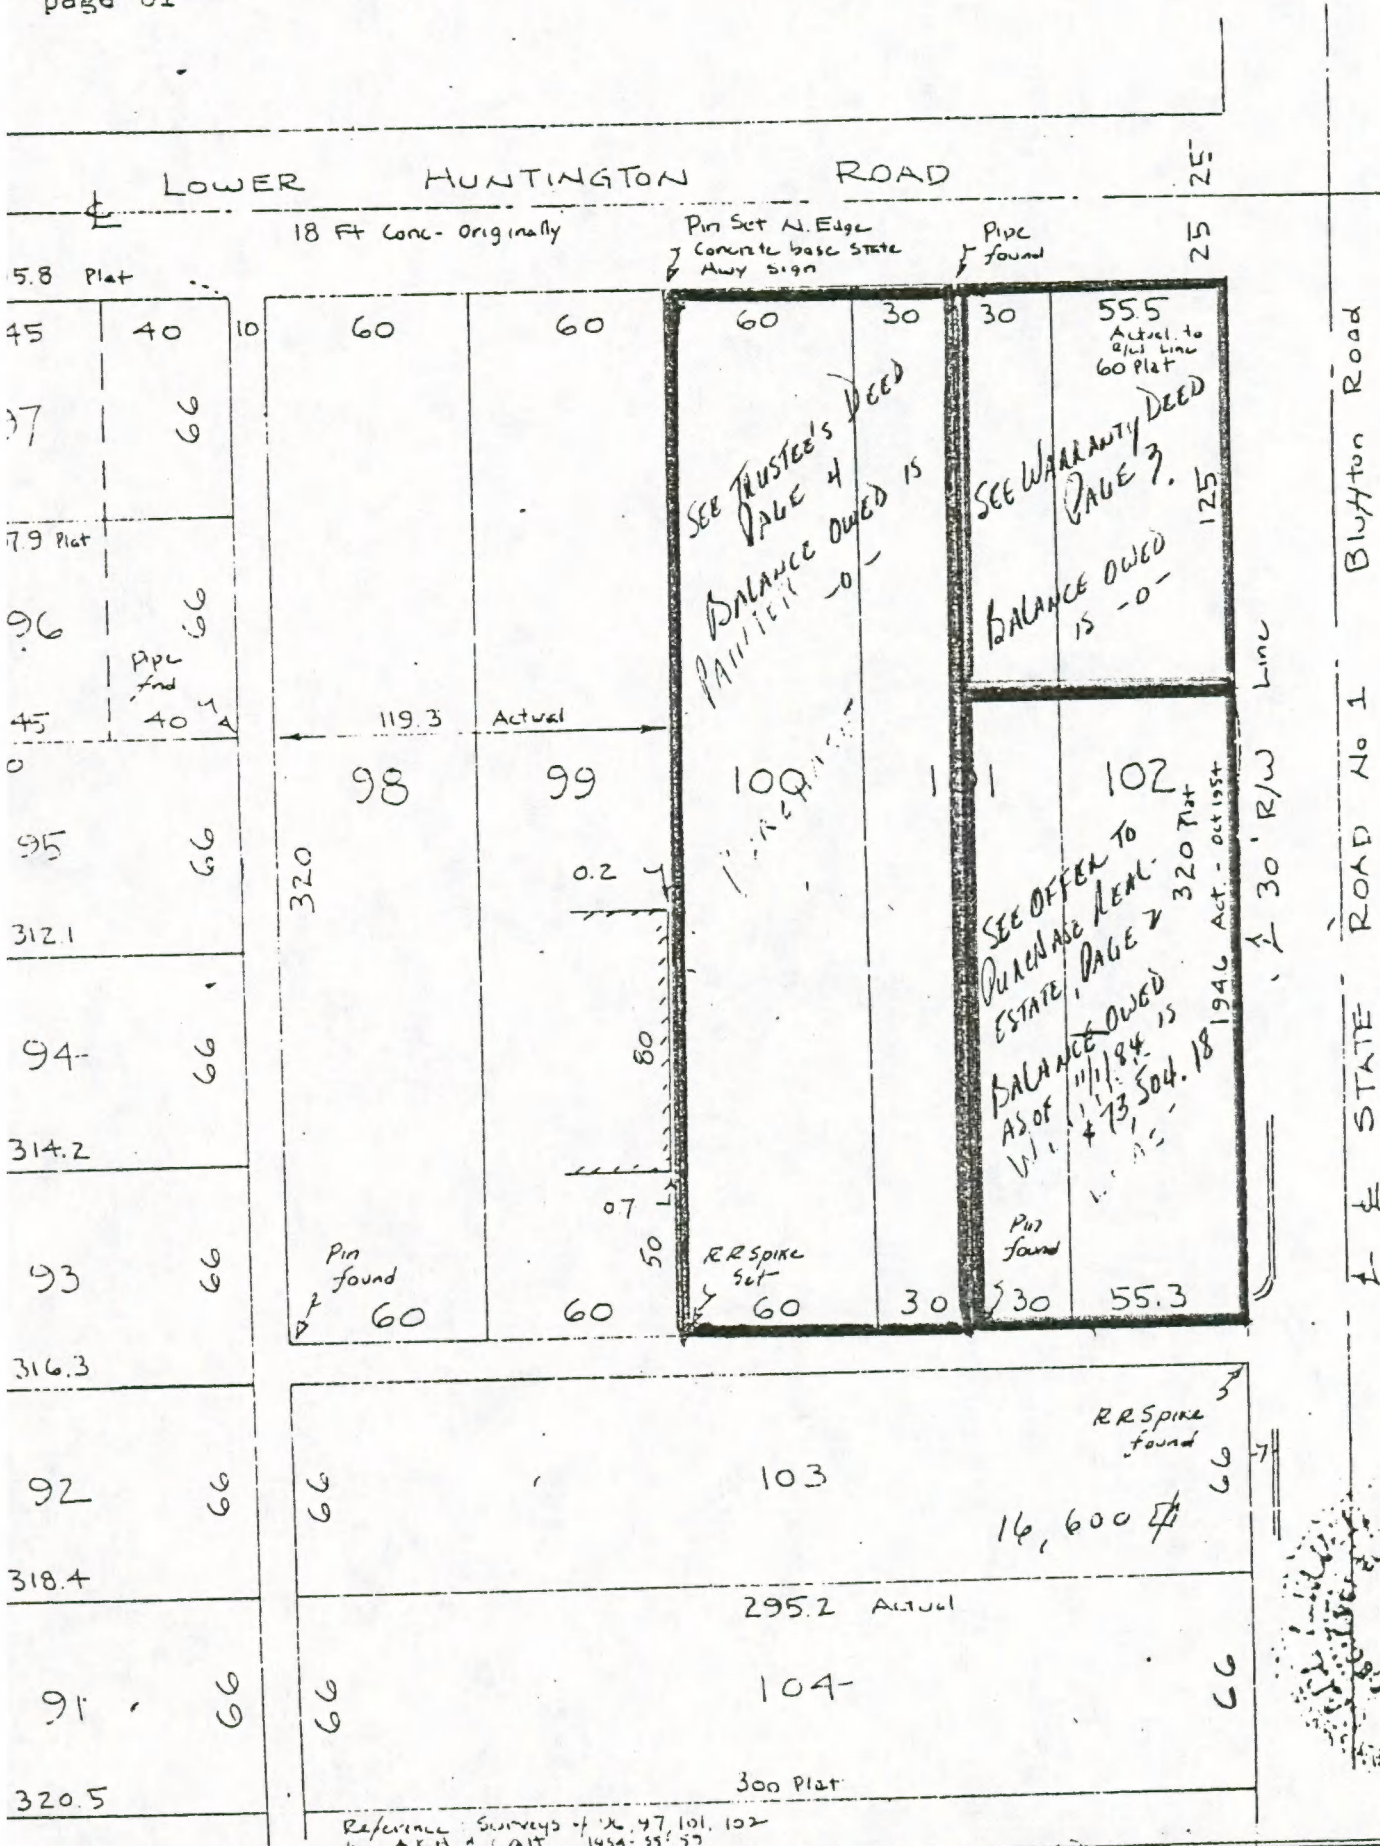 page 01
LOWER HUNTINGTON ROAD
25
25
℄
18 Ft Conc- Originally
Pin Set N. Edge
Concrete base State
Hwy Sign
Pipe
found
5.8 Plat
45
40
10
60
60
60
30
30
55.5
Actual to
R/W Line
60 Plat
97
66
SEE TRUSTEE'S DEED
PAGE 4
BALANCE OWED IS
-0-
SEE WARRANTY DEED
PAGE 3.
125
BALANCE OWED
IS -0-
7.9 Plat
96
66
Pipe
fnd
45
40
119.3 Actual
98
99
100
101
102
320 Plat
194.6 Act. - Oct 1954
30' R/W Line
℄ STATE ROAD No 1 Bluffton Road
95
66
320
0.2
312.1
SEE OFFER TO
PURCHASE REAL
ESTATE, PAGE 2
BALANCE OWED
AS OF 11/1/84 IS
$73,504.18
94
66
80
314.2
0.7
50
93
66
Pin
found
RR Spike
Set
Pin
found
60
60
60
30
30
55.3
316.3
RR Spike
found
92
66
66
103
66
7
16,600
318.4
295.2 Actual
91
66
66
104
66
300 Plat
320.5
Reference: Surveys of 96, 97, 101, 102